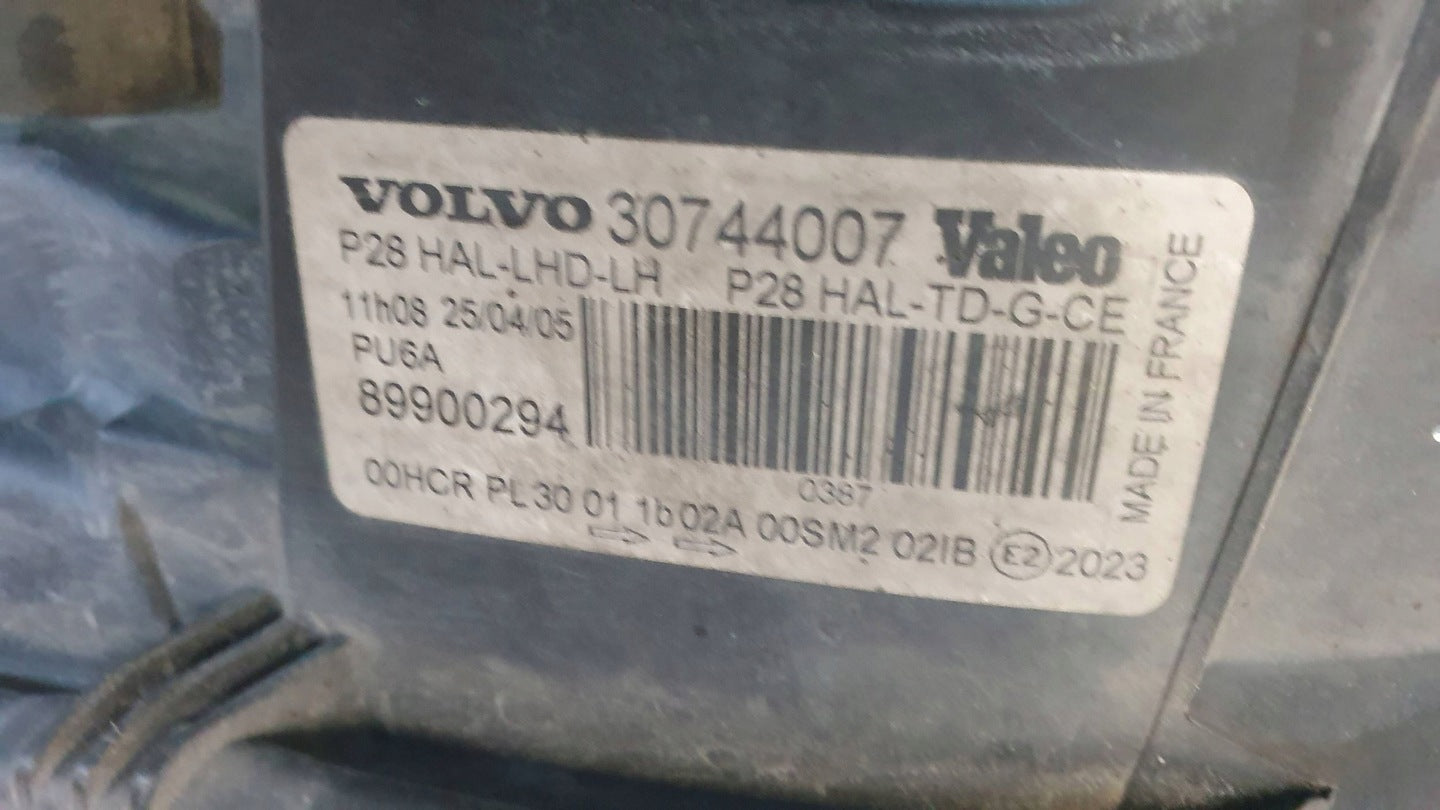 VOLVO 30744007 Valeo
P28 HAL-LHD-LH P28 HAL-TD-G-CE
11h08 25/04/05
PU6A
89900294
0387
00HCR PL 30 01 1b 02A 00SM2 02IB E2 2023
MADE IN FRANCE